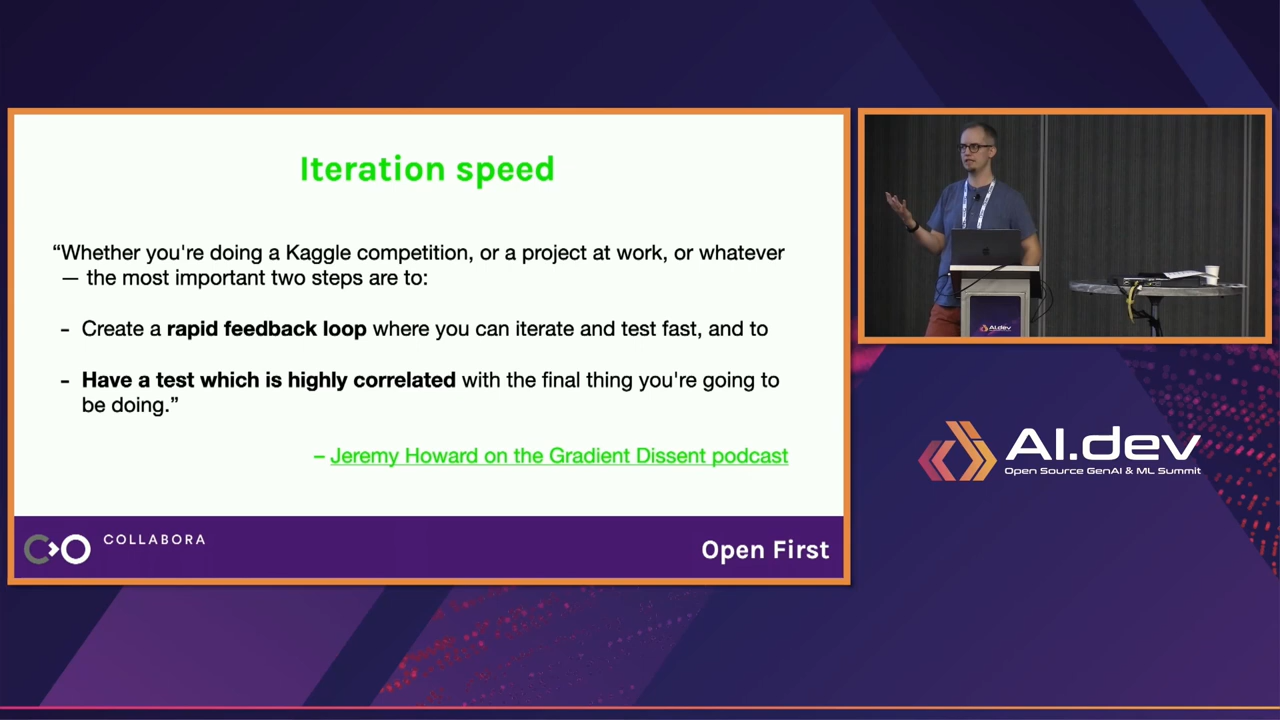 Iteration speed
“Whether you're doing a Kaggle competition, or a project at work, or whatever
— the most important two steps are to:
- Create a rapid feedback loop where you can iterate and test fast, and to
- Have a test which is highly correlated with the final thing you're going to
be doing.”
– Jeremy Howard on the Gradient Dissent podcast
COLLABORA
Open First
AI.dev
AI.dev
Open Source GenAI & ML Summit